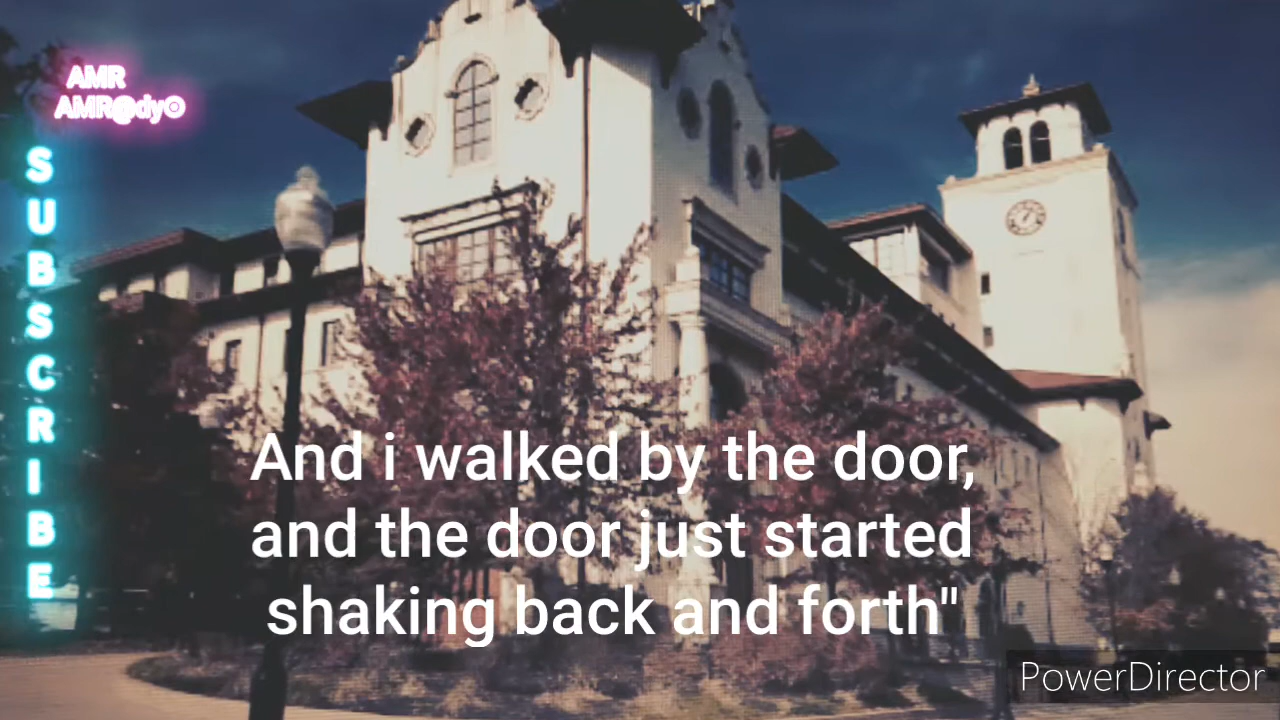 AMR
AMR@dy⊙
SUBSCRIBE
And i walked by the door,
and the door just started
shaking back and forth"
PowerDirector